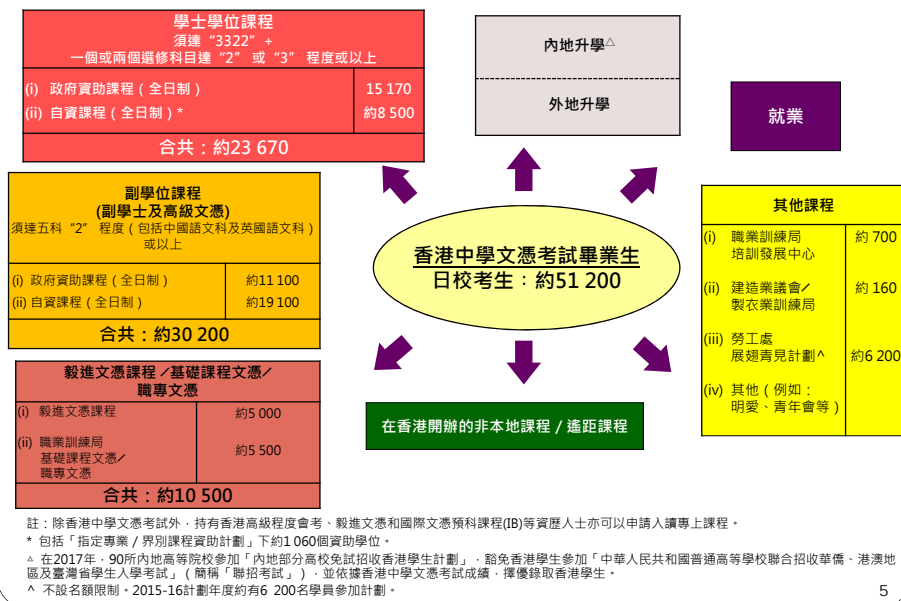 學士學位課程
須達“3322”+
一個或兩個選修科目達“2”或“3”程度或以上
(i) 政府資助課程(全日制) 15 170
(ii) 自資課程(全日制)* 約8 500
合共:約23 670
內地升學△
外地升學
就業
副學位課程
(副學士及高級文憑)
須達五科“2”程度(包括中國語文科及英國語文科)
或以上
(i) 政府資助課程(全日制) 約11 100
(ii) 自資課程(全日制) 約19 100
合共:約30 200
香港中學文憑考試畢業生
日校考生:約51 200
其他課程
(i) 職業訓練局 約 700
培訓發展中心
(ii) 建造業議會/ 約 160
製衣業訓練局
(iii) 勞工處
展翅青見計劃^ 約6 200
(iv) 其他(例如:
明愛、青年會等)
毅進文憑課程/基礎課程文憑/
職專文憑
(i) 毅進文憑課程 約5 000
(ii) 職業訓練局
基礎課程文憑/ 約5 500
職專文憑
合共:約10 500
在香港開辦的非本地課程/遙距課程
註:除香港中學文憑考試外,持有香港高級程度會考、毅進文憑和國際文憑預科課程(IB)等資歷人士亦可以申請入讀專上課程。
* 包括「指定專業/界別課程資助計劃」下約1 060個資助學位。
△ 在2017年,90所內地高等院校參加「內地部分高校免試招收香港學生計劃」,豁免香港學生參加「中華人民共和國普通高等學校聯合招收華僑、港澳地
區及臺灣省學生入學考試」(簡稱「聯招考試」),並依據香港中學文憑考試成績,擇優錄取香港學生。
^ 不設名額限制。2015-16計劃年度約有6 200名學員參加計劃。
5